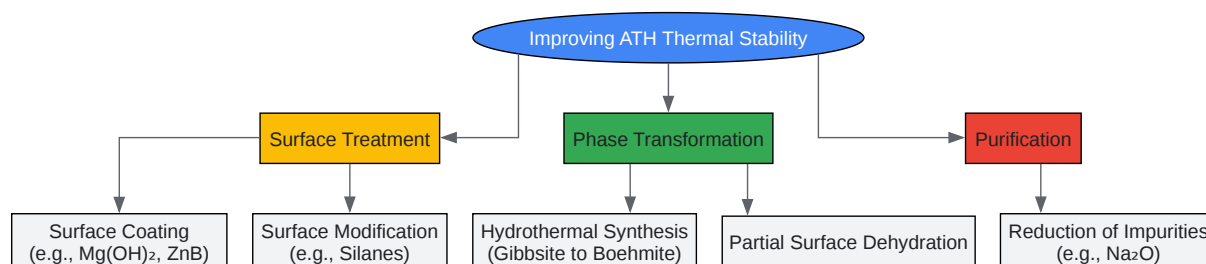 Improving ATH Thermal Stability
Surface Treatment
Phase Transformation
Purification
Surface Coating
(e.g., Mg(OH)₂, ZnB)
Surface Modification
(e.g., Silanes)
Hydrothermal Synthesis
(Gibbsite to Boehmite)
Partial Surface Dehydration
Reduction of Impurities
(e.g., Na₂O)